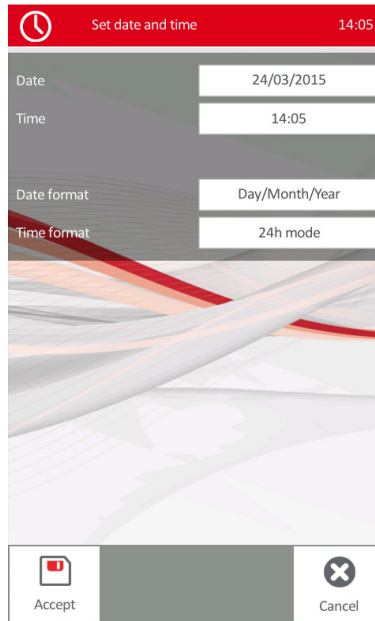 Set date and time 14:05
Date 24/03/2015
Time 14:05
Date format Day/Month/Year
Time format 24h mode
Accept Cancel